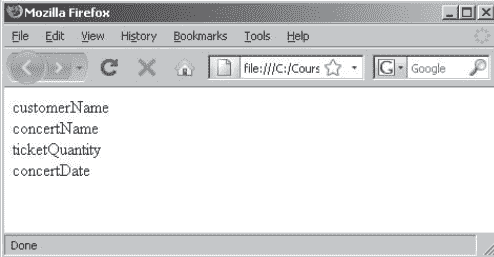 Mozilla Firefox
File Edit View History Bookmarks Tools Help
file:///C:/Cours
G Google
customerName
concertName
ticketQuantity
concertDate
Done